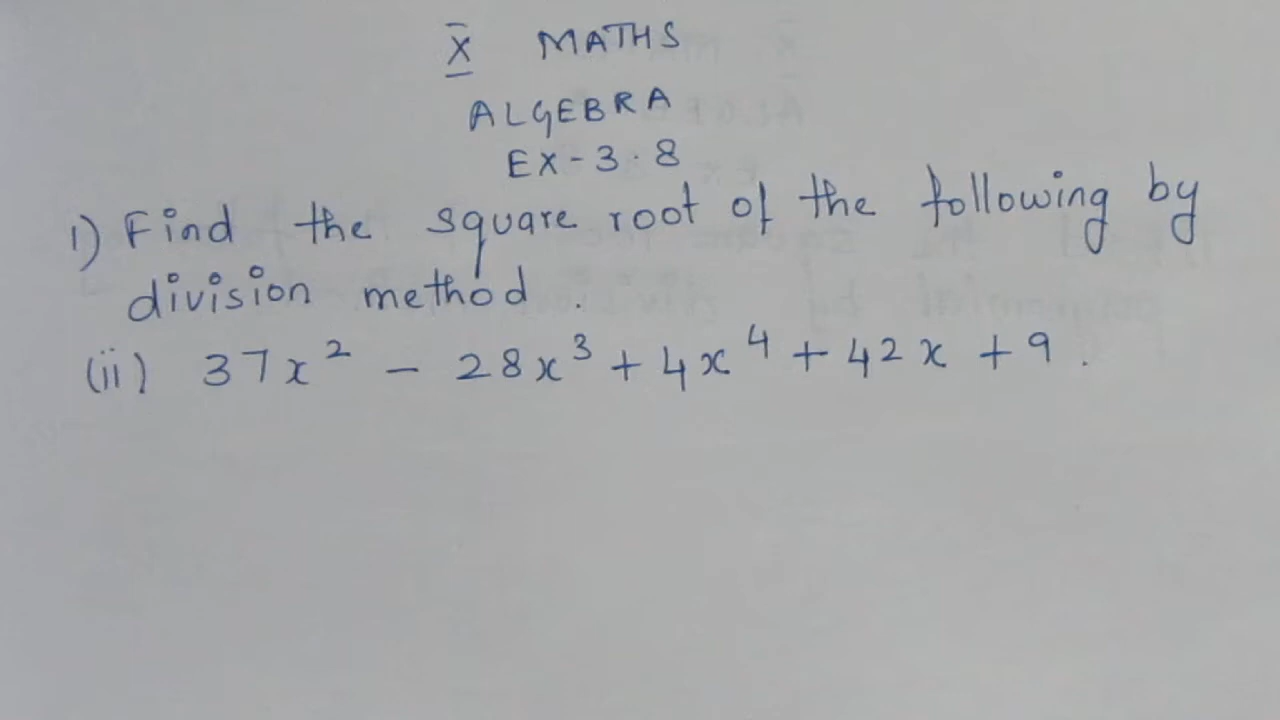 X MATHS
ALGEBRA
EX-3.8
1) Find the square root of the following by
division method.
(ii) 37x² - 28x³ + 4x⁴ + 42x + 9.